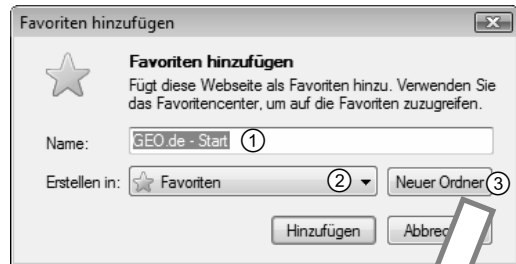 Favoriten hinzufügen
Favoriten hinzufügen
Fügt diese Webseite als Favoriten hinzu. Verwenden Sie
das Favoritencenter, um auf die Favoriten zuzugreifen.
Name: GEO.de - Start 1
Erstellen in: Favoriten 2 Neuer Ordner 3
Hinzufügen